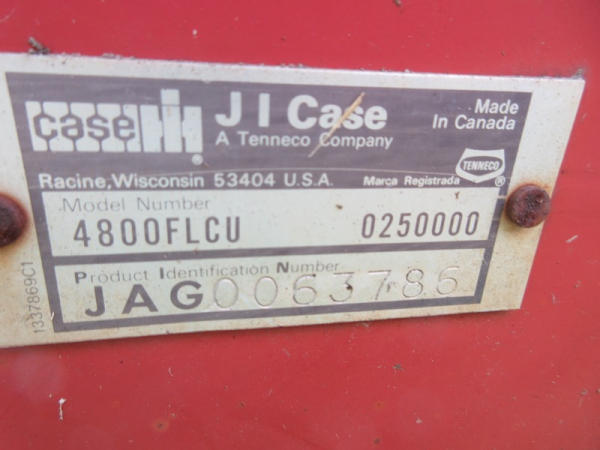 case IH ®
J I Case
A Tenneco Company
Made
In Canada
Racine, Wisconsin 53404 U.S.A.
Marca Registrada
TENNECO ®
Model Number
4800FLCU 0250000
Product Identification Number
JAG0063786
1337869C1